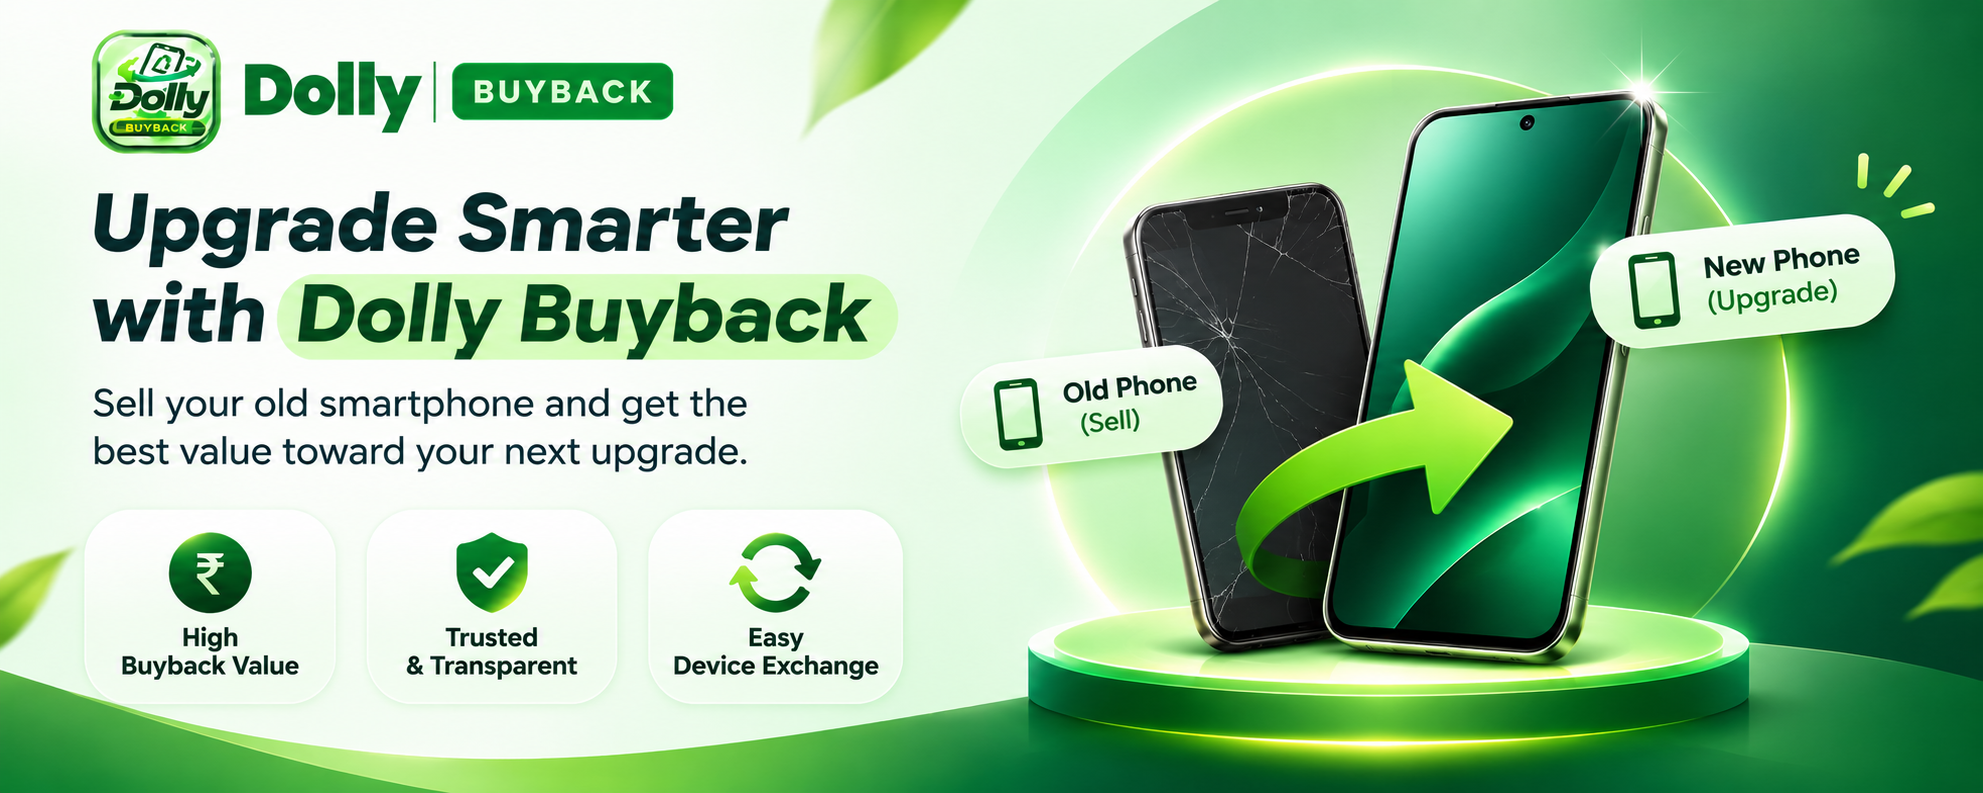 Dolly
BUYBACK
Dolly
BUYBACK
Upgrade Smarter
with Dolly Buyback
Sell your old smartphone and get the
best value toward your next upgrade.
₹
High
Buyback Value
Trusted
& Transparent
Easy
Device Exchange
Old Phone
(Sell)
New Phone
(Upgrade)